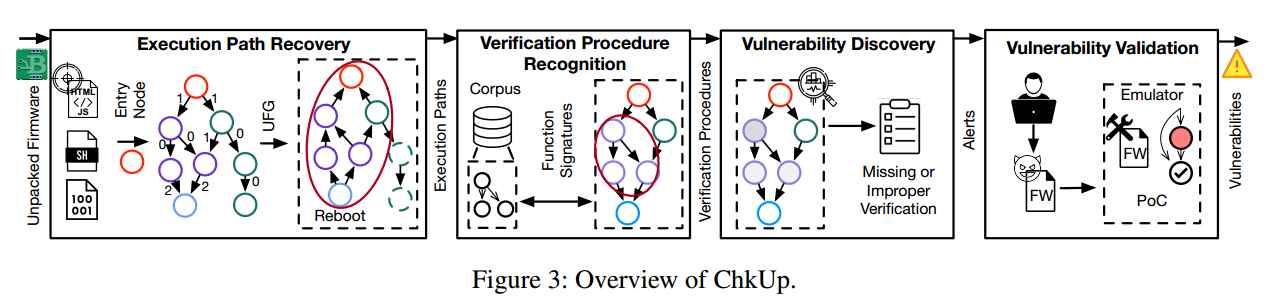 Unpacked Firmware
Execution Path Recovery
HTML
</>
JS
SH
100
001
Entry
Node
1
1
0
0
1
0
2
2
0
UFG
Reboot
Execution Paths
Verification Procedure
Recognition
Corpus
Function
Signatures
Verification Procedures
Vulnerability Discovery
Missing or
Improper
Verification
Alerts
Vulnerability Validation
FW
Emulator
FW
PoC
Vulnerabilities
Figure 3: Overview of ChkUp.